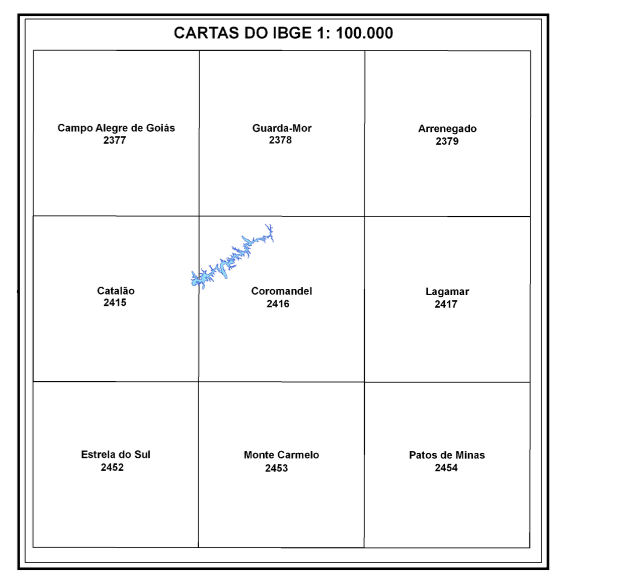 CARTAS DO IBGE 1: 100.000
Campo Alegre de Goiás
2377
Guarda-Mor
2378
Arrenegado
2379
Catalão
2415
Coromandel
2416
Lagamar
2417
Estrela do Sul
2452
Monte Carmelo
2453
Patos de Minas
2454